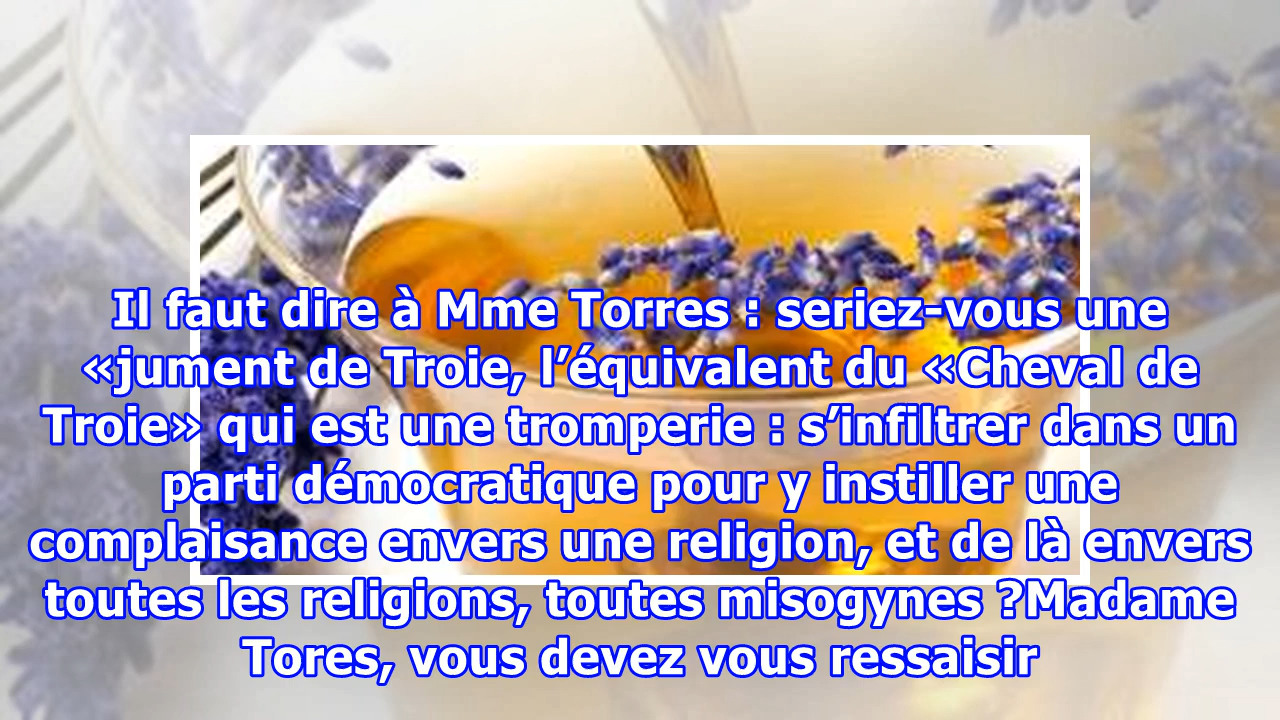 Il faut dire à Mme Torres : seriez-vous une
«jument de Troie, l’équivalent du «Cheval de
Troie» qui est une tromperie : s’infiltrer dans un
parti démocratique pour y instiller une
complaisance envers une religion, et de là envers
toutes les religions, toutes misogynes ?Madame
Tores, vous devez vous ressaisir